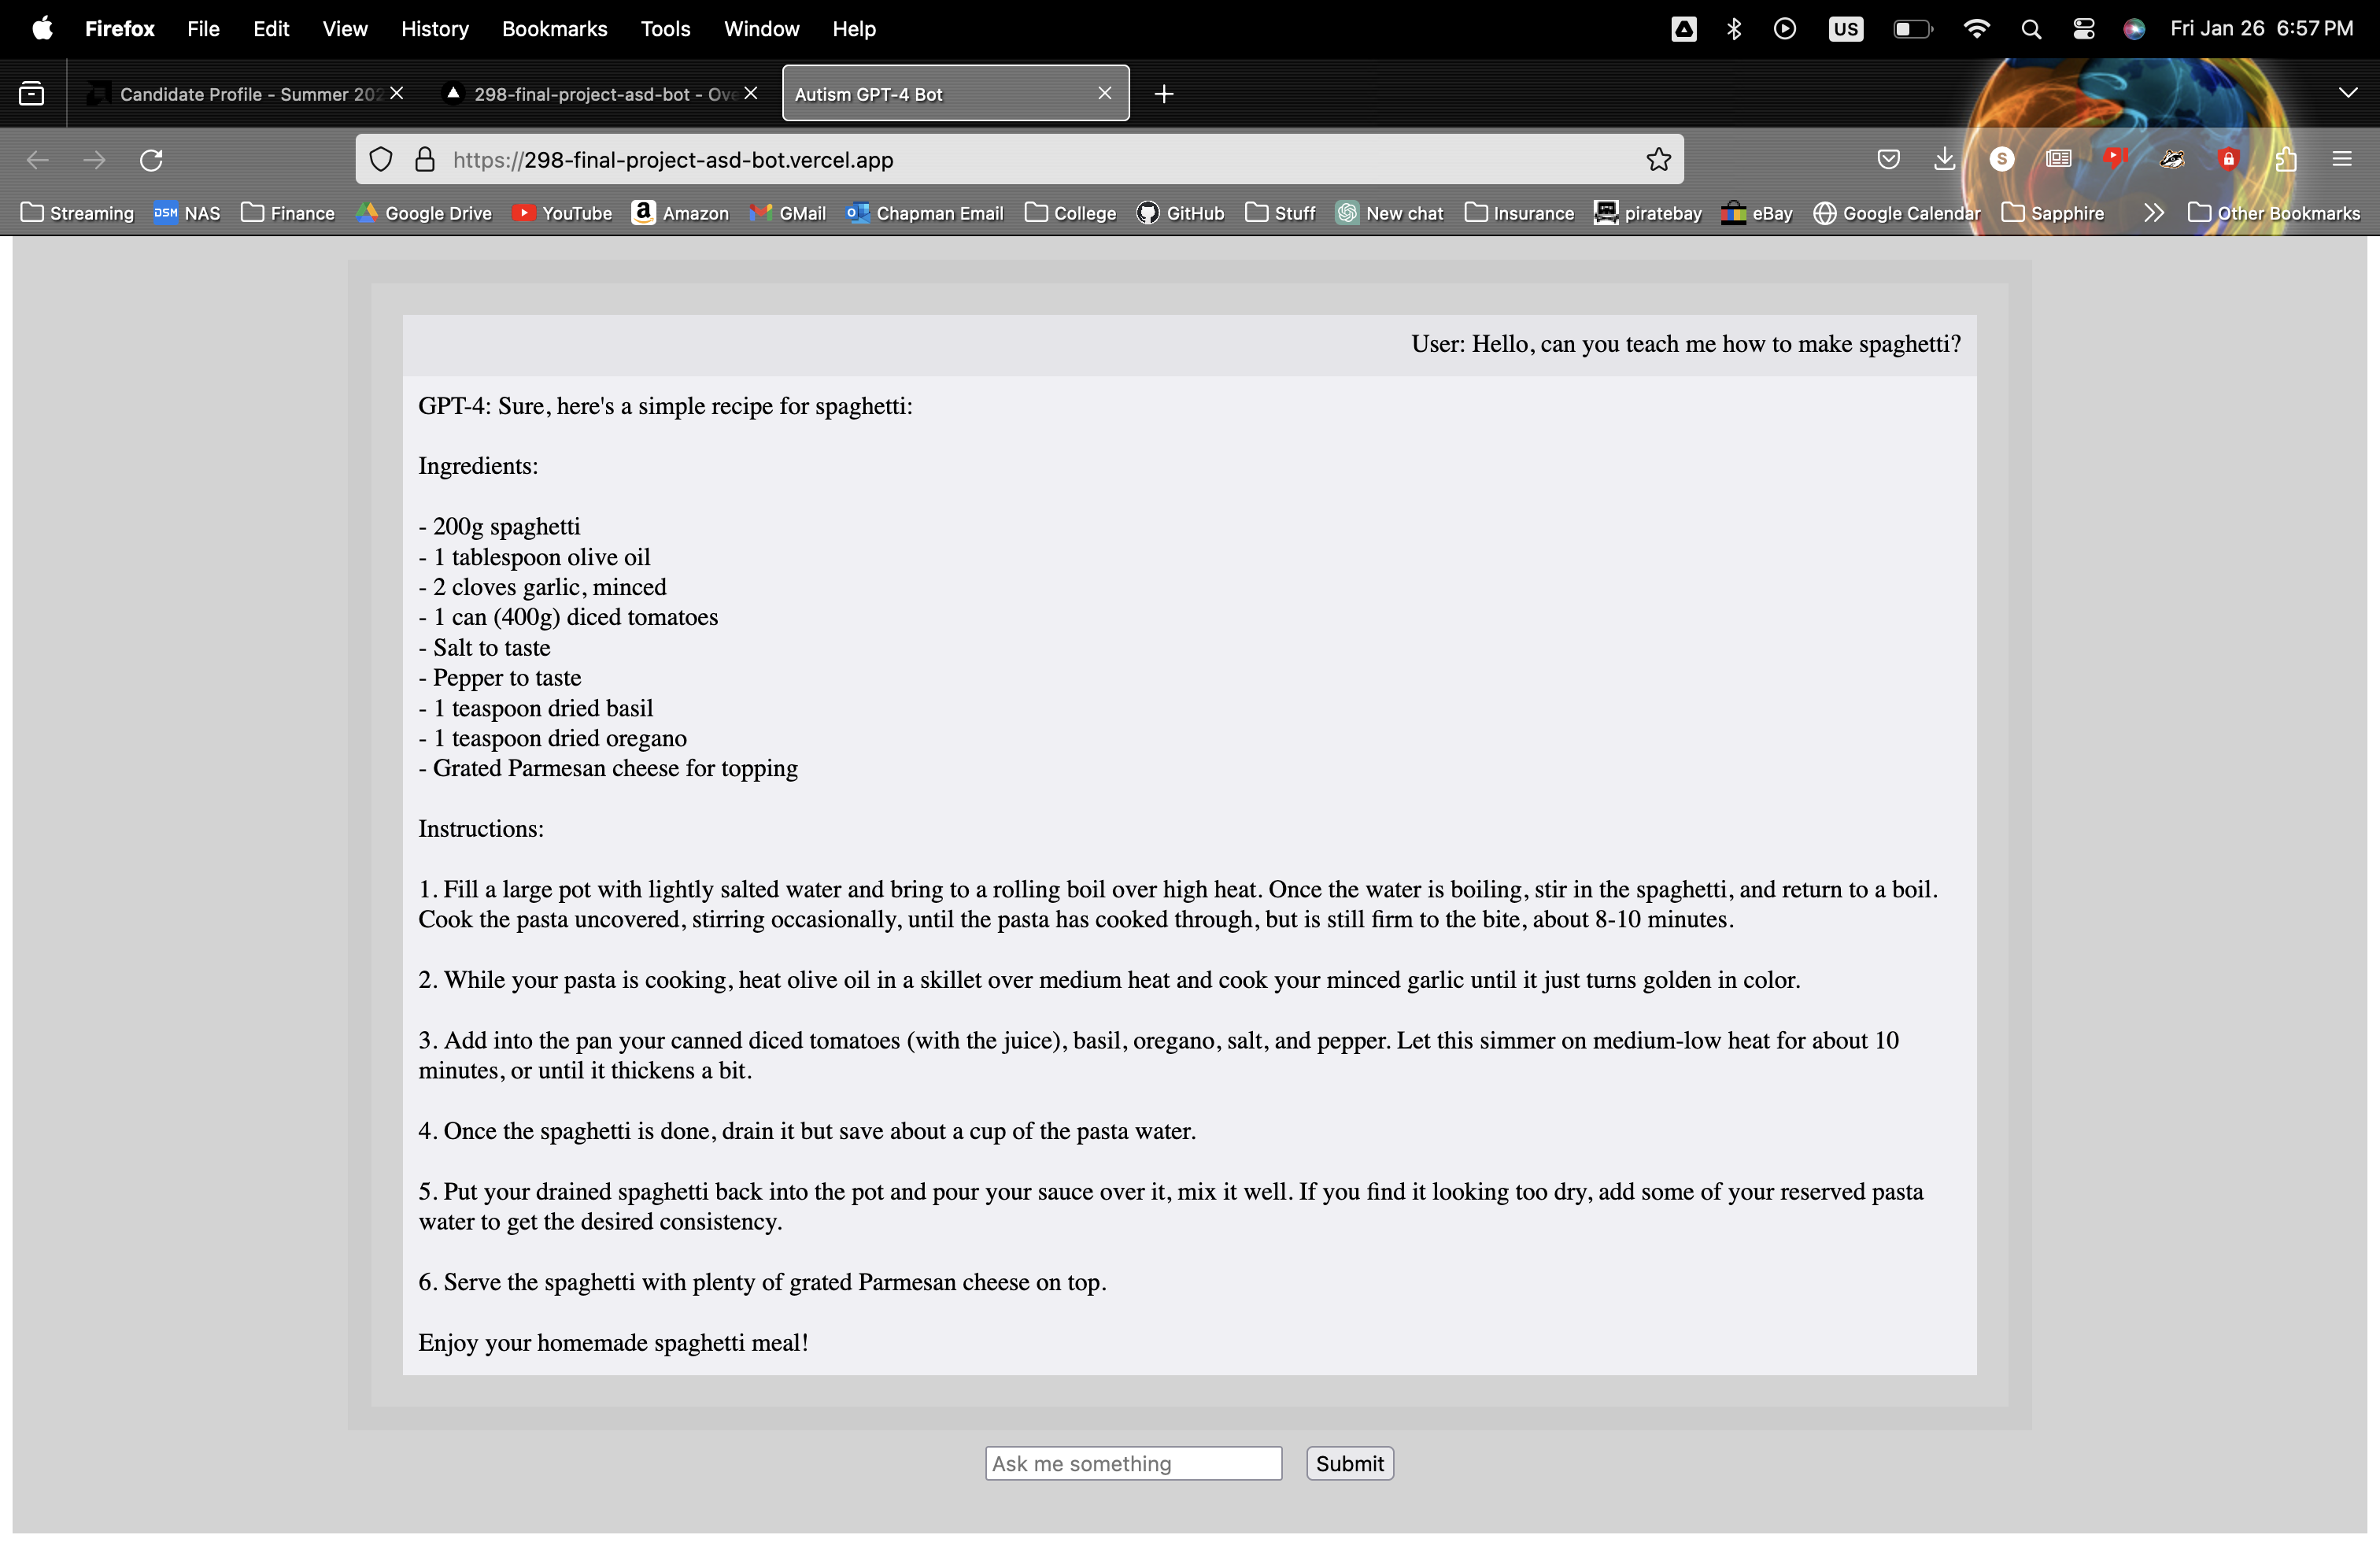 Firefox File Edit View History Bookmarks Tools Window Help US Fri Jan 26 6:57 PM
Candidate Profile - Summer 202 298-final-project-asd-bot - Ove Autism GPT-4 Bot
https://298-final-project-asd-bot.vercel.app S
Streaming DSM NAS Finance Google Drive YouTube a Amazon GMail Chapman Email College GitHub Stuff New chat Insurance piratebay eBay Google Calendar Sapphire Other Bookmarks
User: Hello, can you teach me how to make spaghetti?
GPT-4: Sure, here's a simple recipe for spaghetti:
Ingredients:
- 200g spaghetti
- 1 tablespoon olive oil
- 2 cloves garlic, minced
- 1 can (400g) diced tomatoes
- Salt to taste
- Pepper to taste
- 1 teaspoon dried basil
- 1 teaspoon dried oregano
- Grated Parmesan cheese for topping
Instructions:
1. Fill a large pot with lightly salted water and bring to a rolling boil over high heat. Once the water is boiling, stir in the spaghetti, and return to a boil.
Cook the pasta uncovered, stirring occasionally, until the pasta has cooked through, but is still firm to the bite, about 8-10 minutes.
2. While your pasta is cooking, heat olive oil in a skillet over medium heat and cook your minced garlic until it just turns golden in color.
3. Add into the pan your canned diced tomatoes (with the juice), basil, oregano, salt, and pepper. Let this simmer on medium-low heat for about 10
minutes, or until it thickens a bit.
4. Once the spaghetti is done, drain it but save about a cup of the pasta water.
5. Put your drained spaghetti back into the pot and pour your sauce over it, mix it well. If you find it looking too dry, add some of your reserved pasta
water to get the desired consistency.
6. Serve the spaghetti with plenty of grated Parmesan cheese on top.
Enjoy your homemade spaghetti meal!
Ask me something Submit